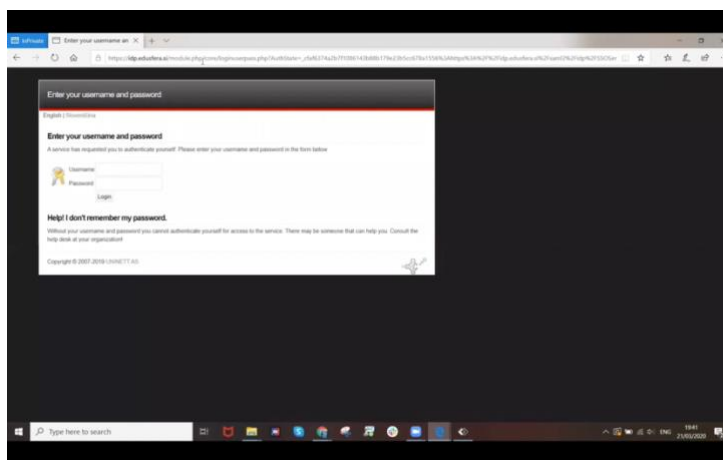 InPrivate
Enter your username an
Enter your username and password
English | Slovenščina
Enter your username and password
A service has requested you to authenticate yourself. Please enter your username and password in the form below
Username
Password
Login
Help! I don't remember my password.
Without your username and password you cannot authenticate yourself for access to the service. There may be someone that can help you. Consult the
help desk at your organization!
Copyright © 2007-2019 UNINETT AS
Type here to search
ENG
19:41
21/03/2020